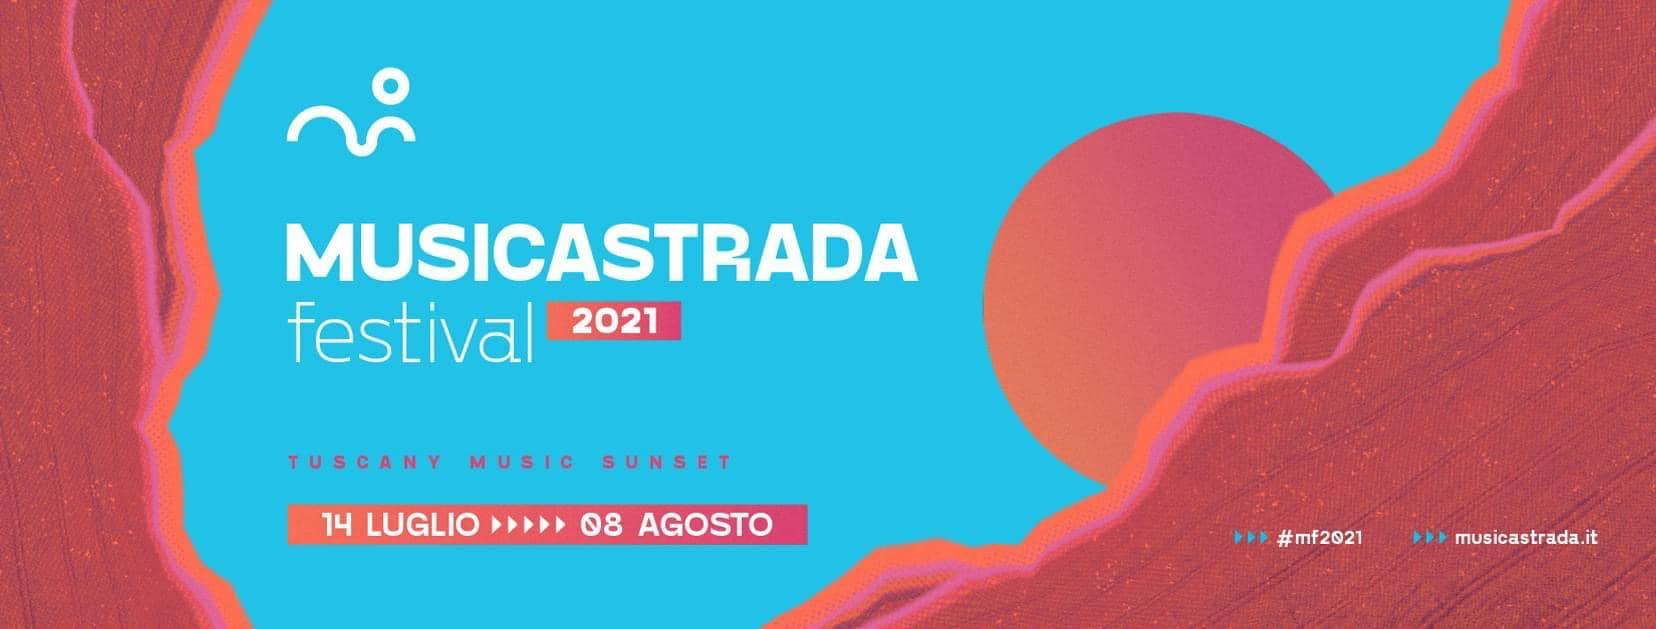 MUSICASTRADA
festival 2021
TUSCANY MUSIC SUNSET
14 LUGLIO 08 AGOSTO
#mf2021 musicastrada.it